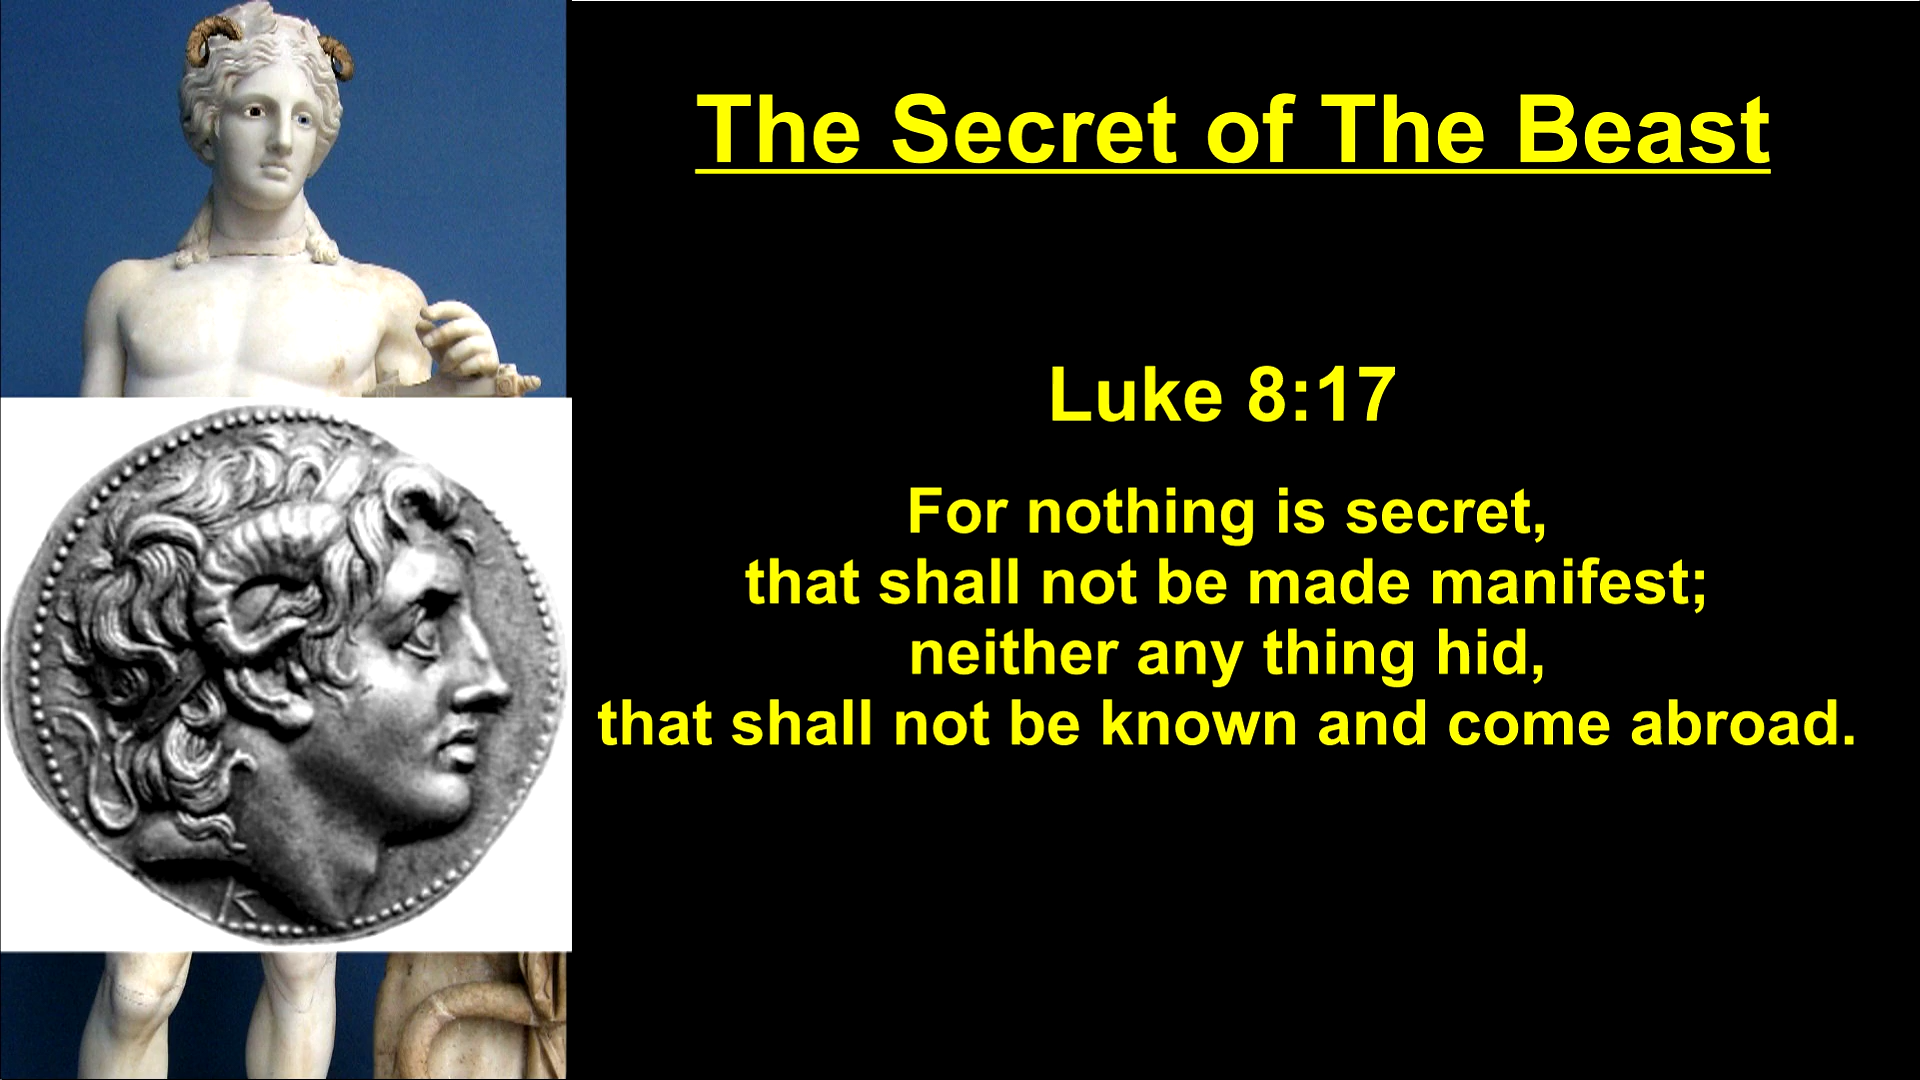 The Secret of The Beast
Luke 8:17
For nothing is secret,
that shall not be made manifest;
neither any thing hid,
that shall not be known and come abroad.
K